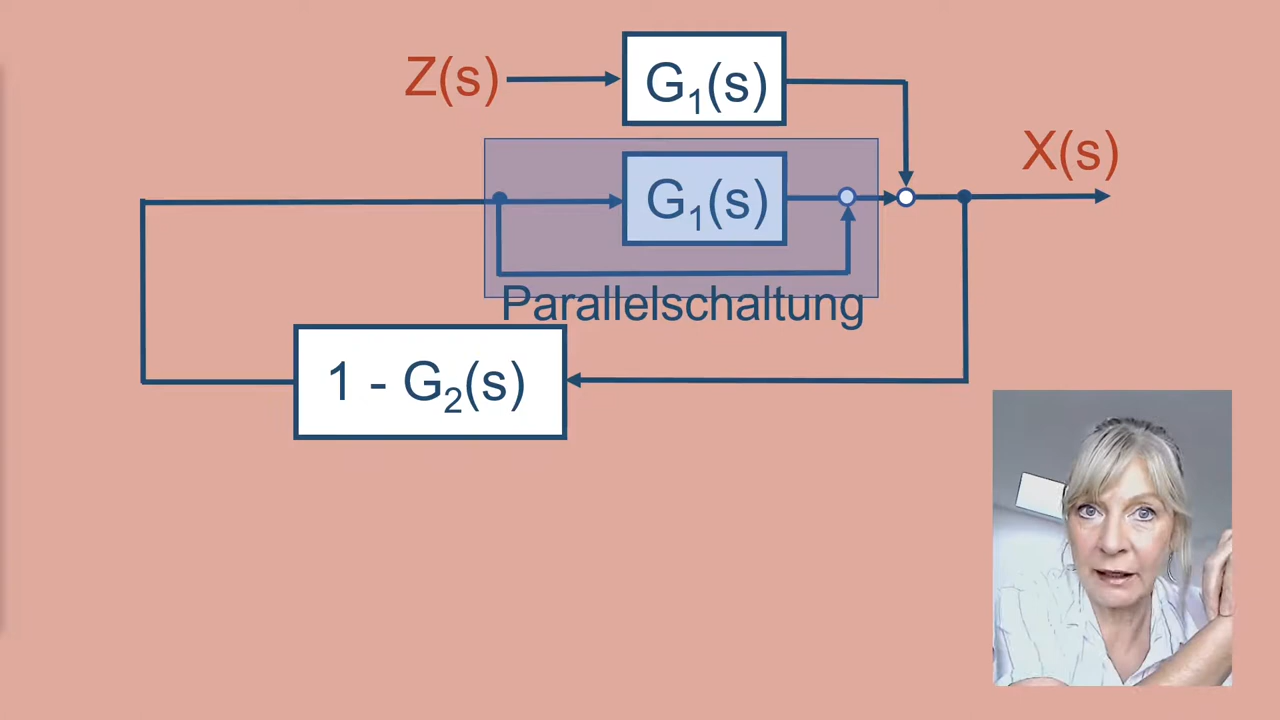 Z(s)
G₁(s)
X(s)
G₁(s)
Parallelschaltung
1 - G₂(s)